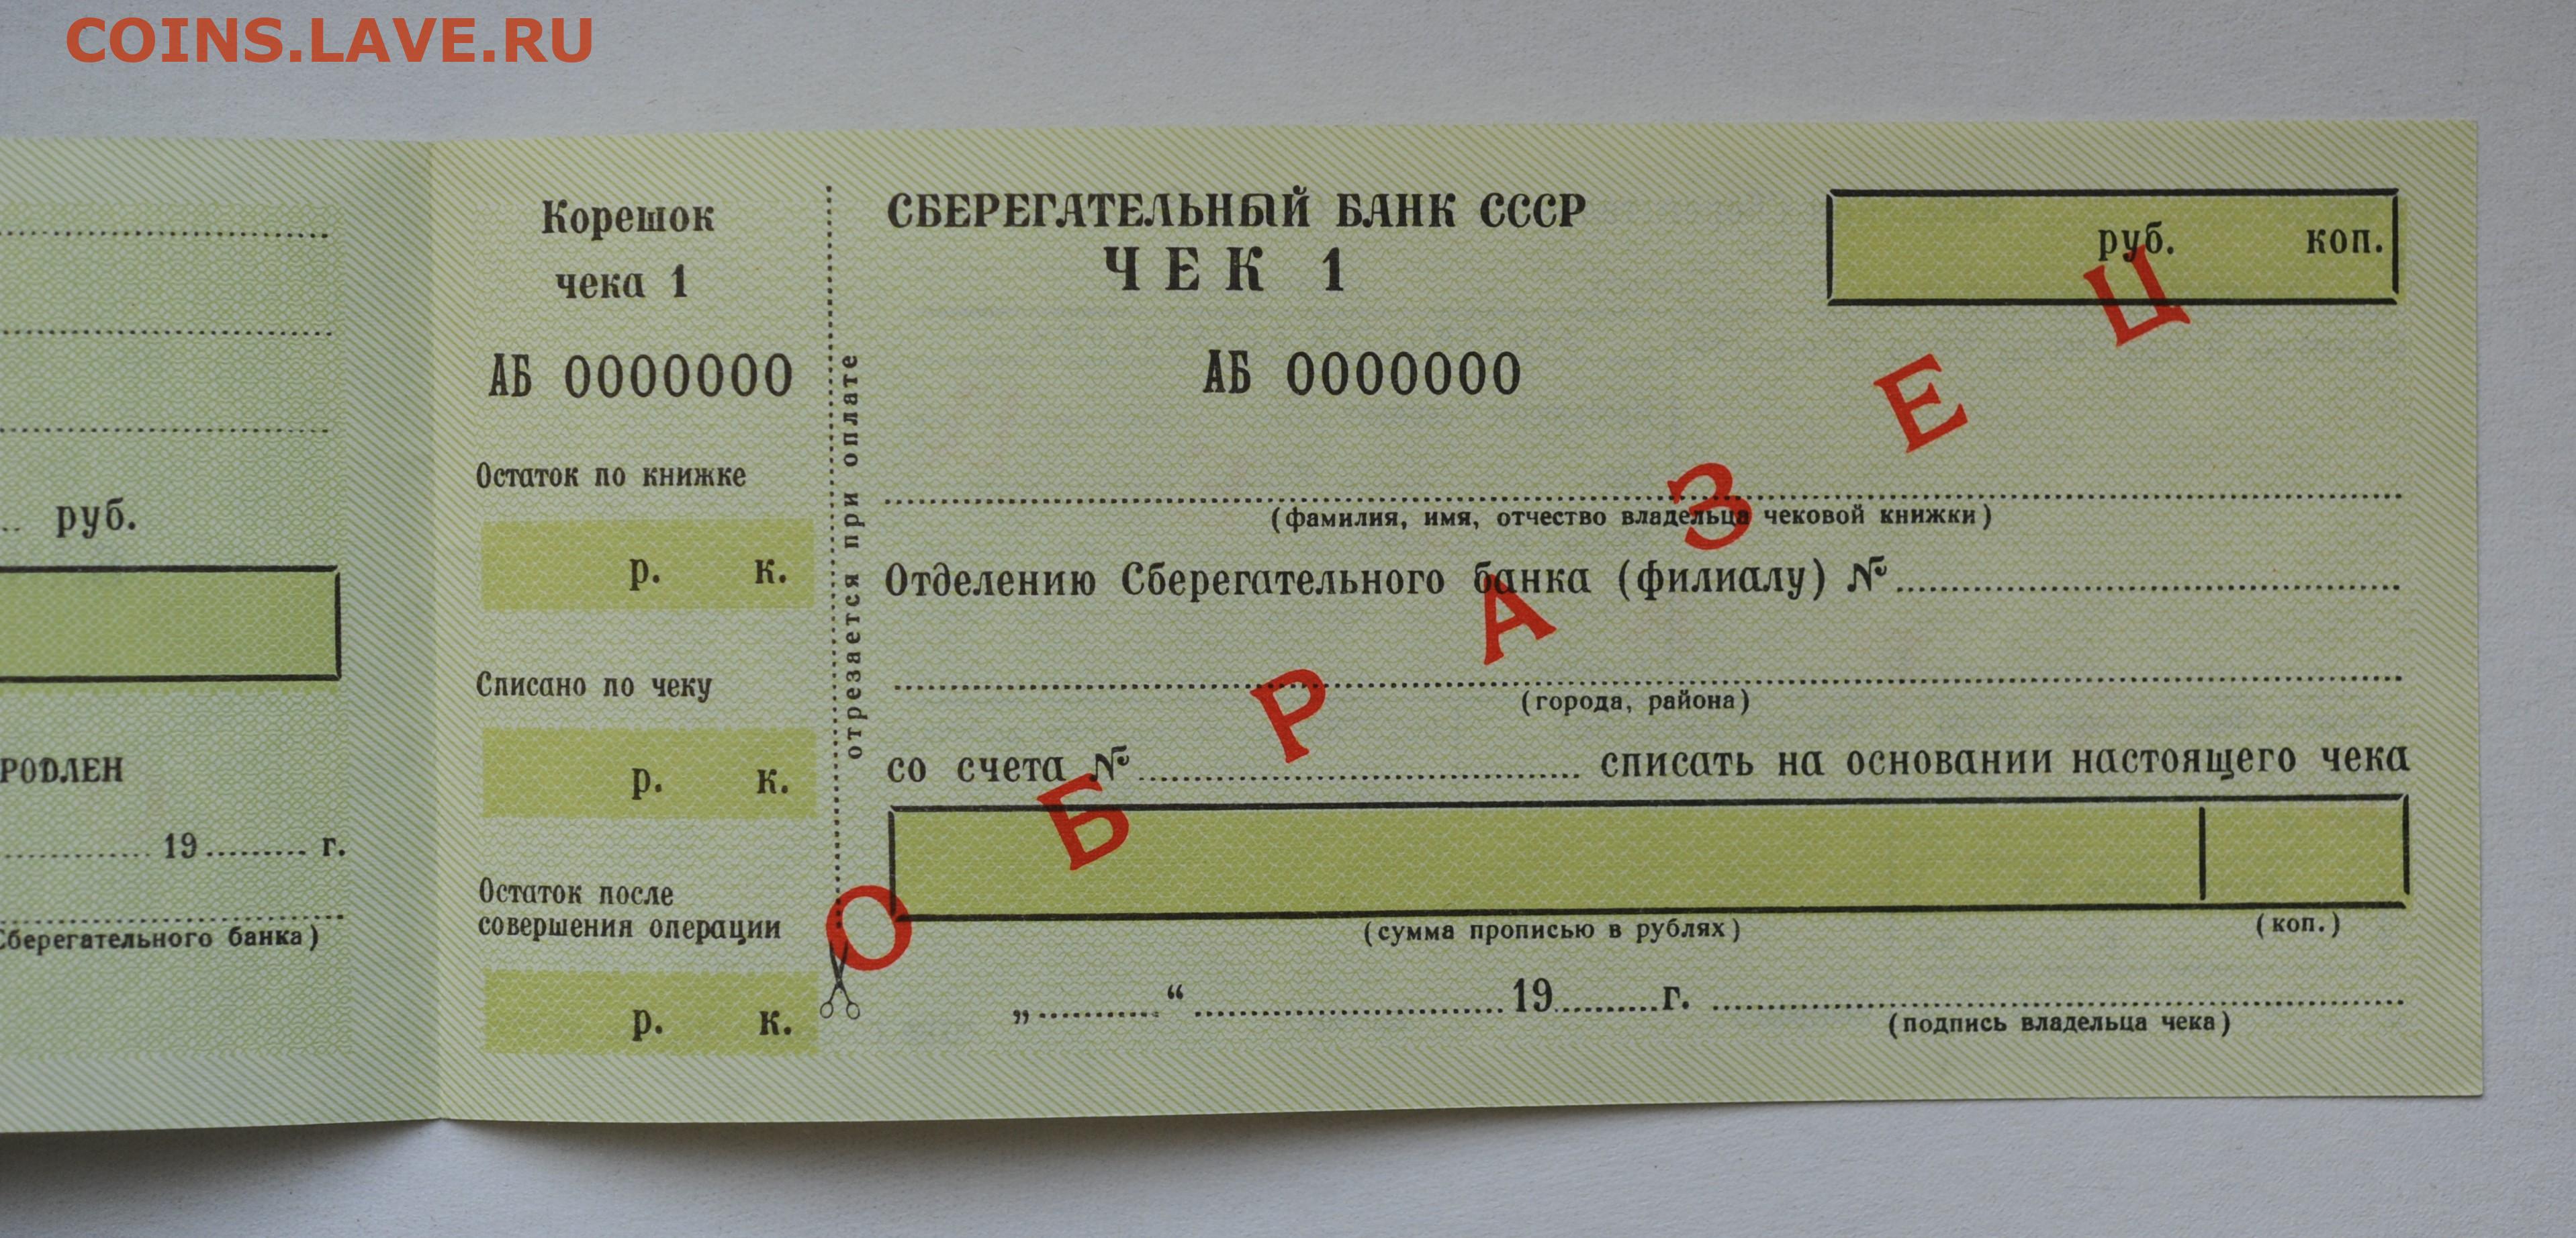 COINS.LAVE.RU
руб.
РОДЛЕН
19 г.
Сберегательного банка)
Корешок
чека 1
АБ 0000000
Остаток по книжке
р. к.
Списано по чеку
р. к.
Остаток после
совершения операции
р. к.
отрезается при оплате
СБЕРЕГАТЕЛЬНЫЙ БАНК СССР
ЧЕК 1
руб. коп.
АБ 0000000
(фамилия, имя, отчество владельца чековой книжки)
Отделению Сберегательного банка (филиалу) №
(города, района)
со счета № списать на основании настоящего чека
(сумма прописью в рублях) (коп.)
„ “ 19 г.
(подпись владельца чека)
ОБРАЗЕЦ